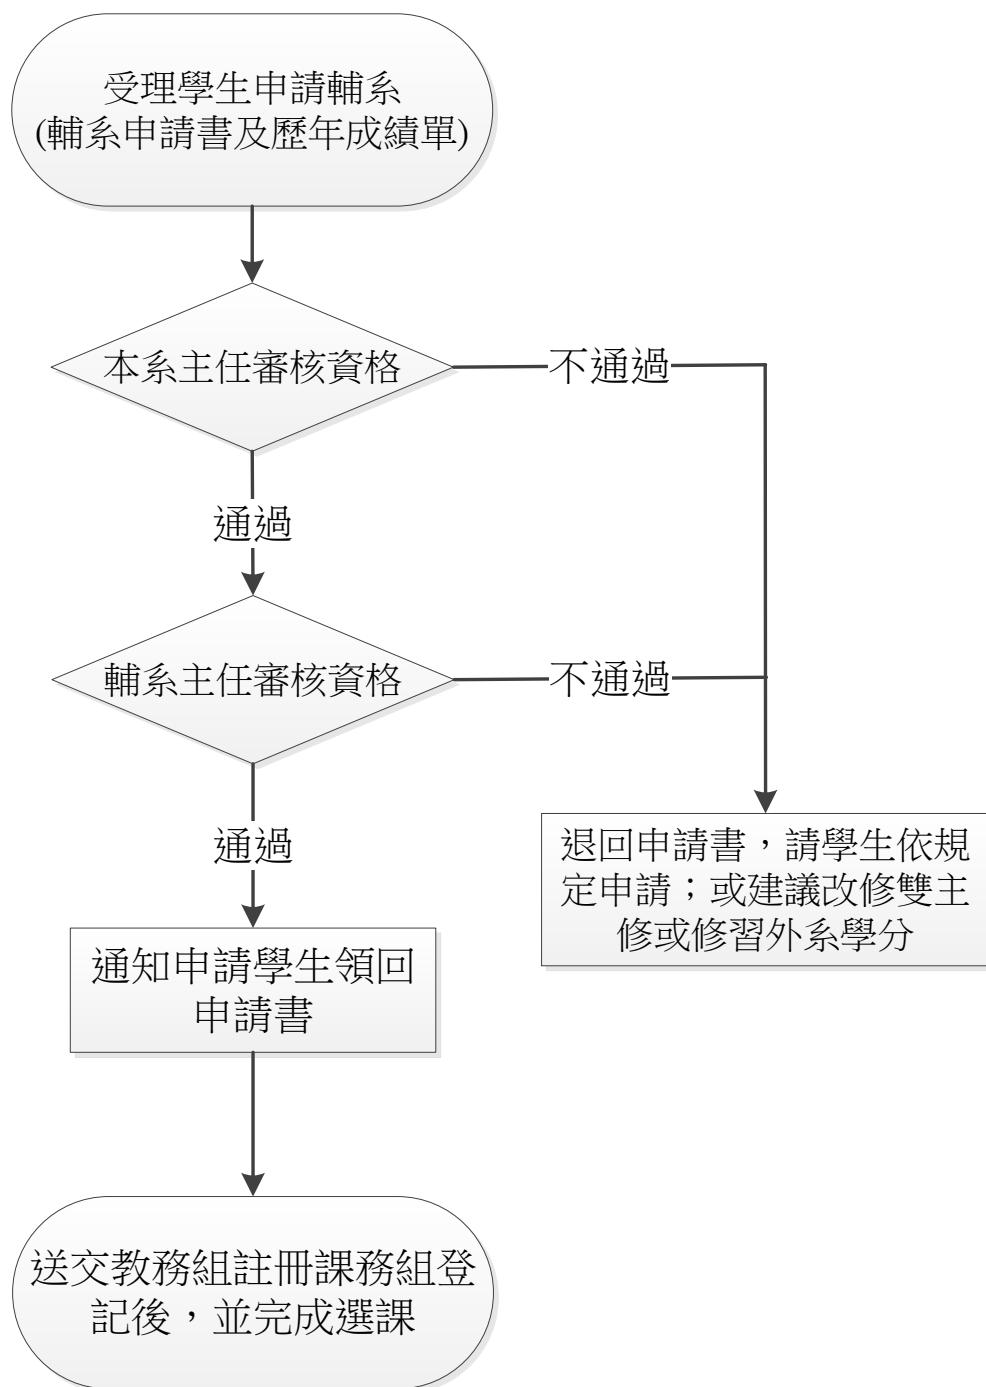 受理學生申請輔系
(輔系申請書及歷年成績單)
本系主任審核資格
不通過
通過
輔系主任審核資格
不通過
通過
退回申請書，請學生依規
定申請；或建議改修雙主
修或修習外系學分
通知申請學生領回
申請書
送交教務組註冊課務組登
記後，並完成選課